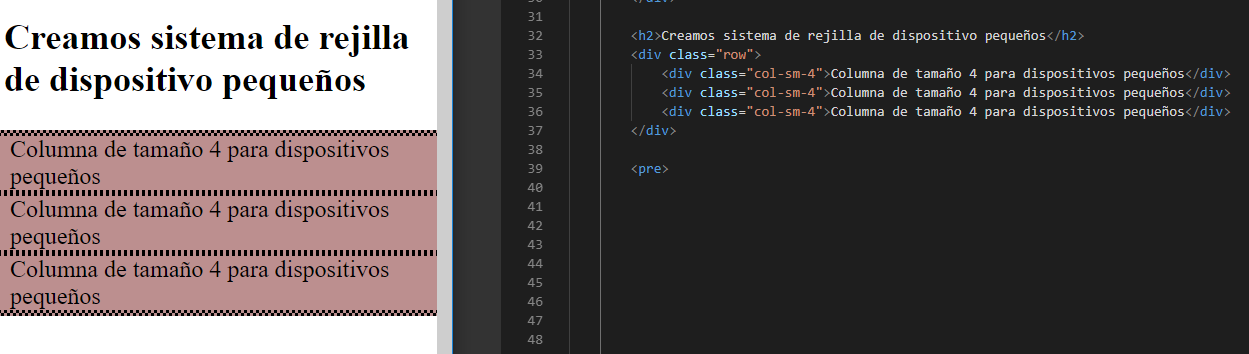 Creamos sistema de rejilla
de dispositivo pequeños
Columna de tamaño 4 para dispositivos
pequeños
Columna de tamaño 4 para dispositivos
pequeños
Columna de tamaño 4 para dispositivos
pequeños
30 </div>
31
32 <h2>Creamos sistema de rejilla de dispositivo pequeños</h2>
33 <div class="row">
34 <div class="col-sm-4">Columna de tamaño 4 para dispositivos pequeños</div>
35 <div class="col-sm-4">Columna de tamaño 4 para dispositivos pequeños</div>
36 <div class="col-sm-4">Columna de tamaño 4 para dispositivos pequeños</div>
37 </div>
38
39 <pre>
40
41
42
43
44
45
46
47
48